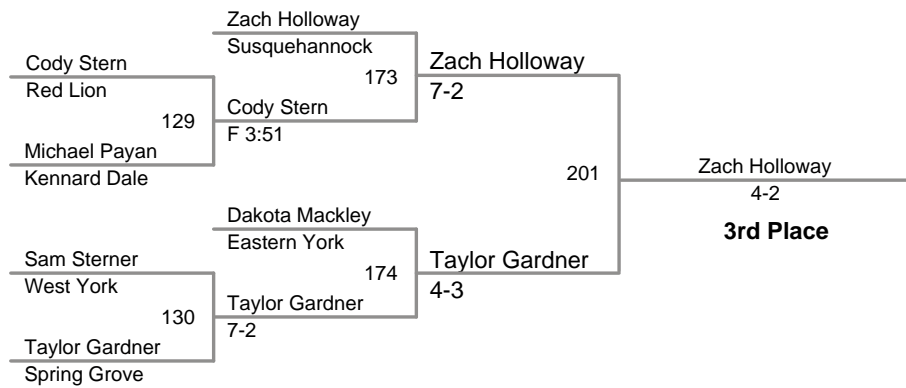 Zach Holloway
Susquehannock
Cody Stern
Red Lion
173
Zach Holloway
7-2
129
Cody Stern
F 3:51
Michael Payan
Kennard Dale
201
Zach Holloway
4-2
3rd Place
Dakota Mackley
Eastern York
Sam Sterner
West York
174
Taylor Gardner
4-3
130
Taylor Gardner
7-2
Taylor Gardner
Spring Grove